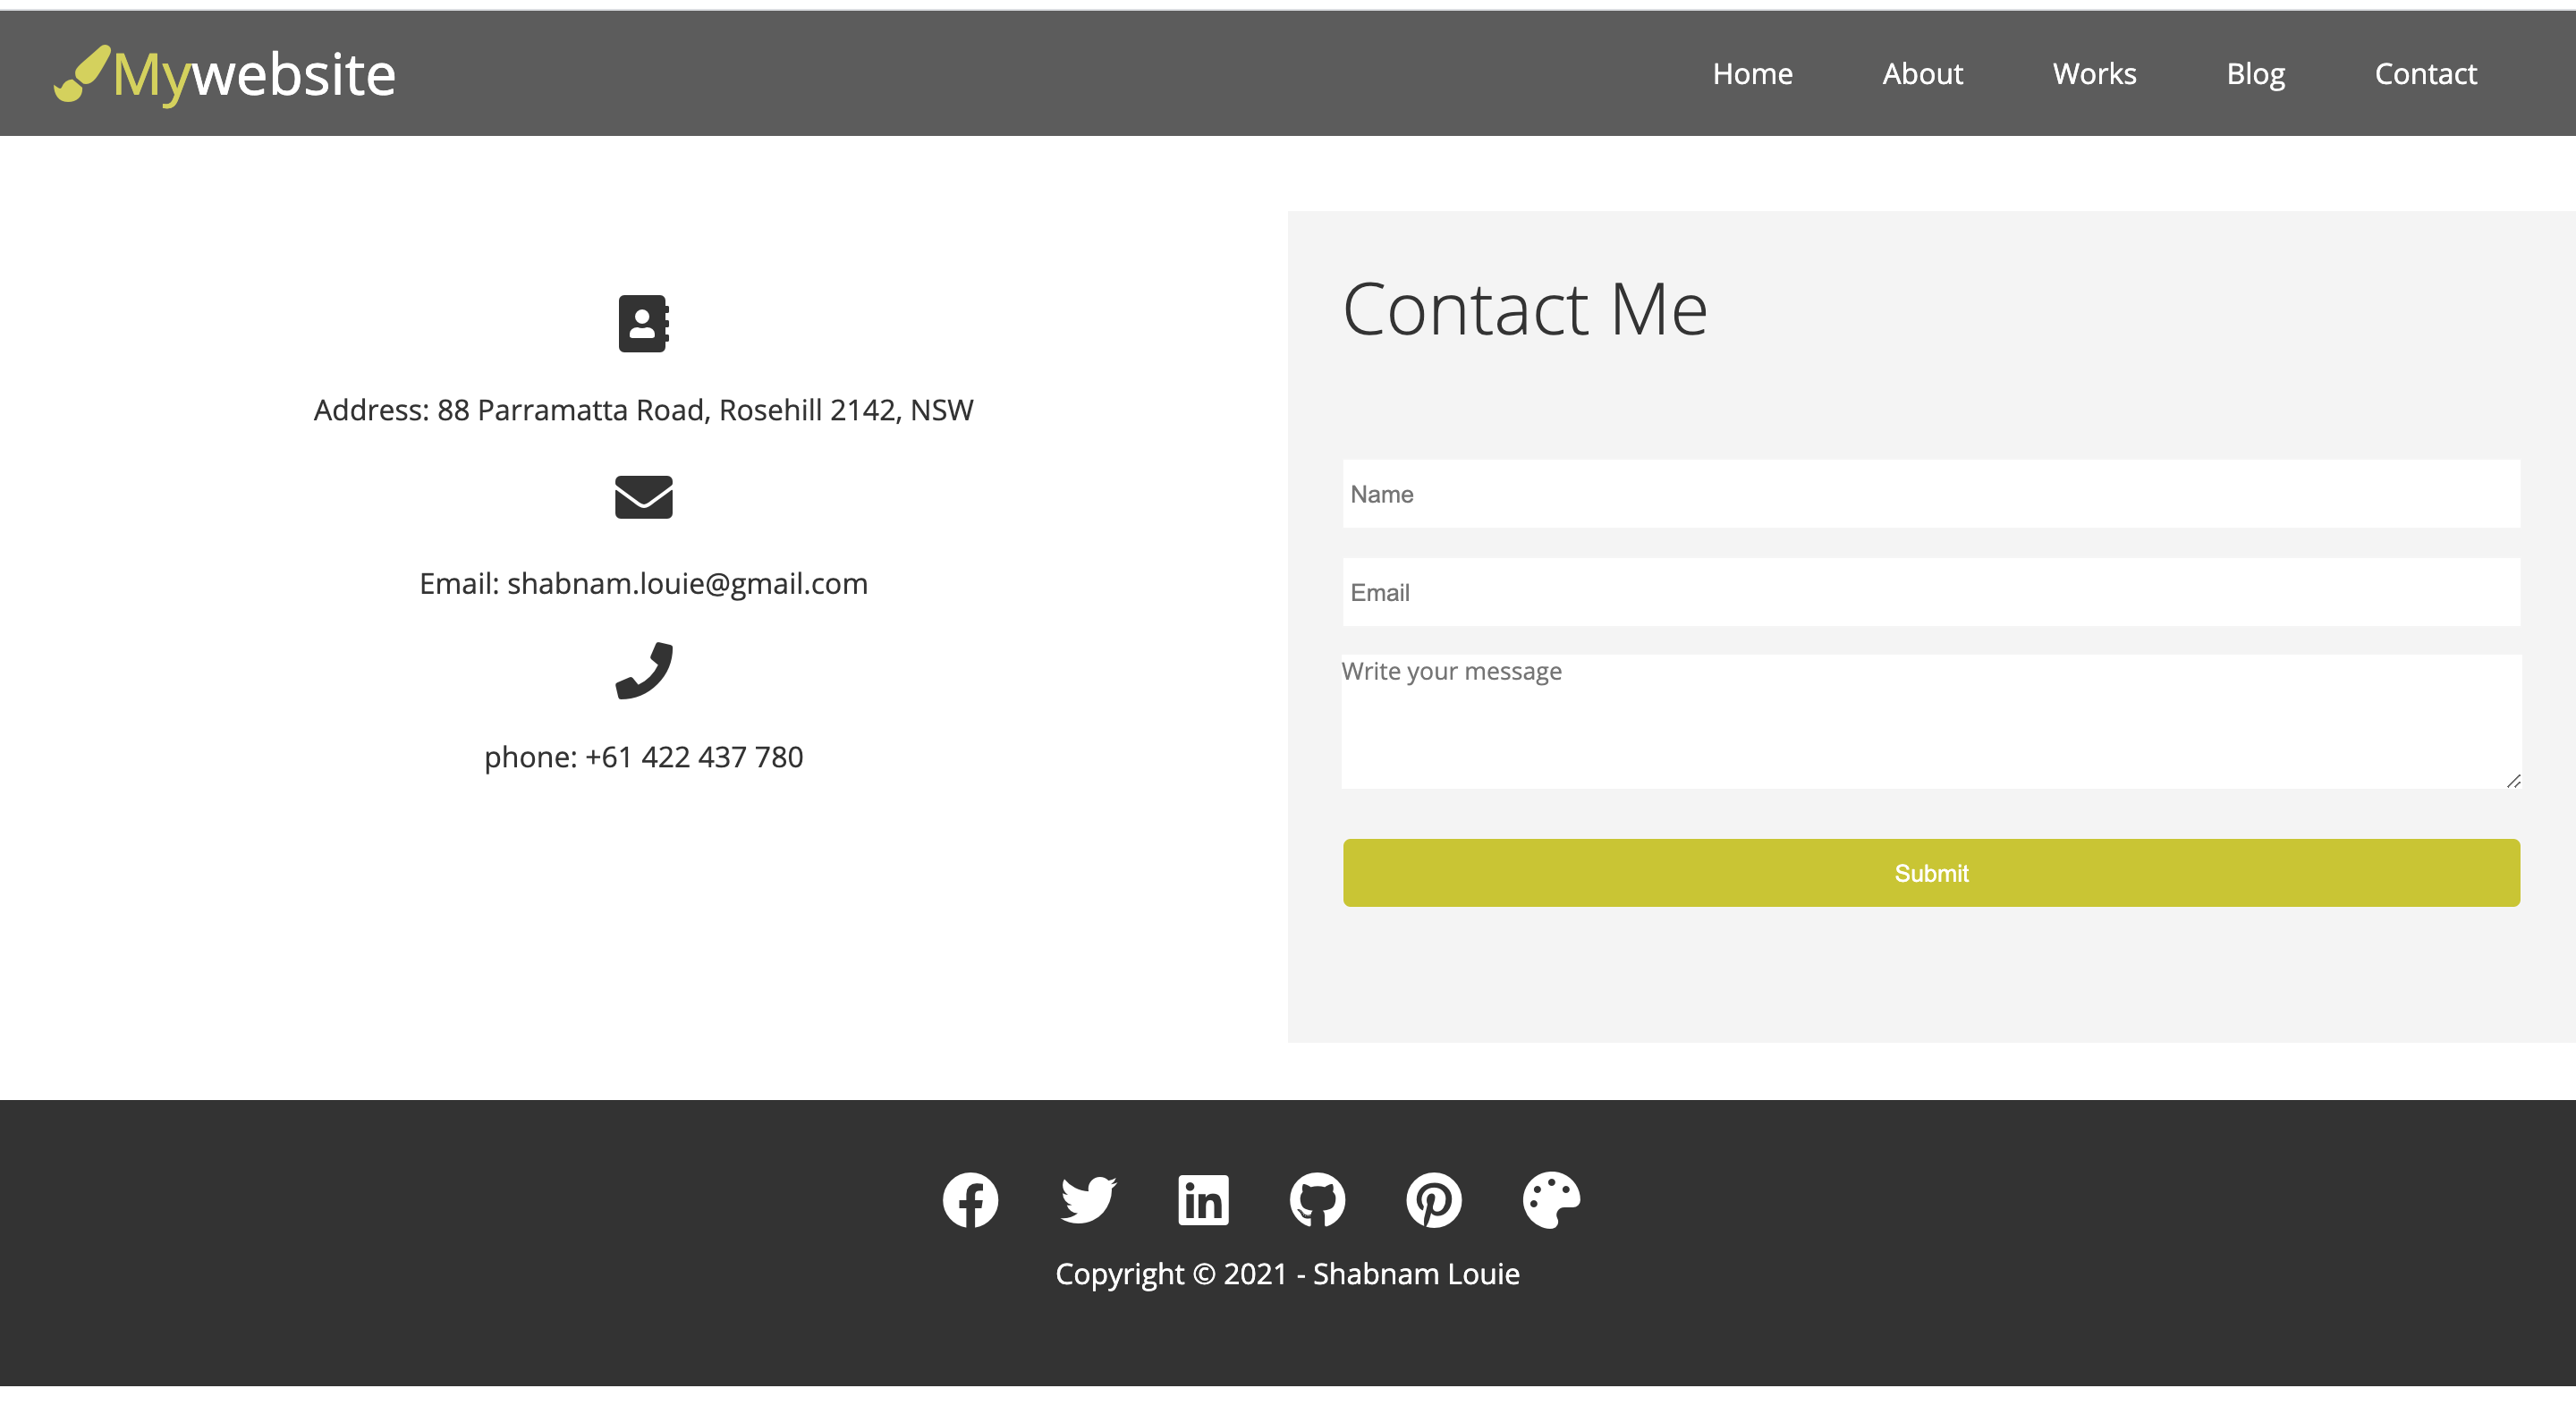 Mywebsite
Home About Works Blog Contact
Address: 88 Parramatta Road, Rosehill 2142, NSW
Email: shabnam.louie@gmail.com
phone: +61 422 437 780
Contact Me
Name
Email
Write your message
Submit
Copyright © 2021 - Shabnam Louie